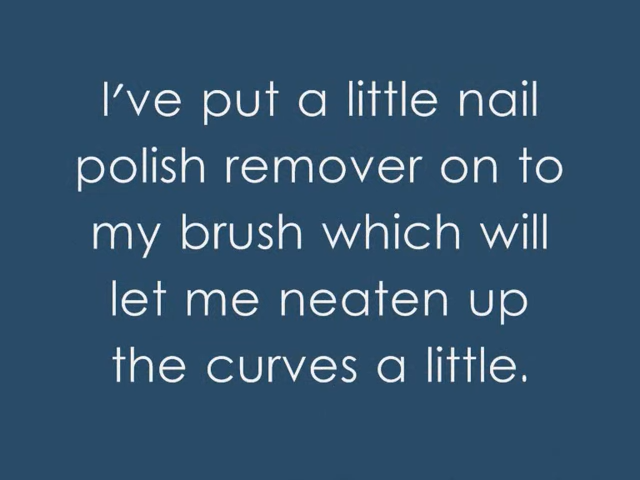 I've put a little nail
polish remover on to
my brush which will
let me neaten up
the curves a little.